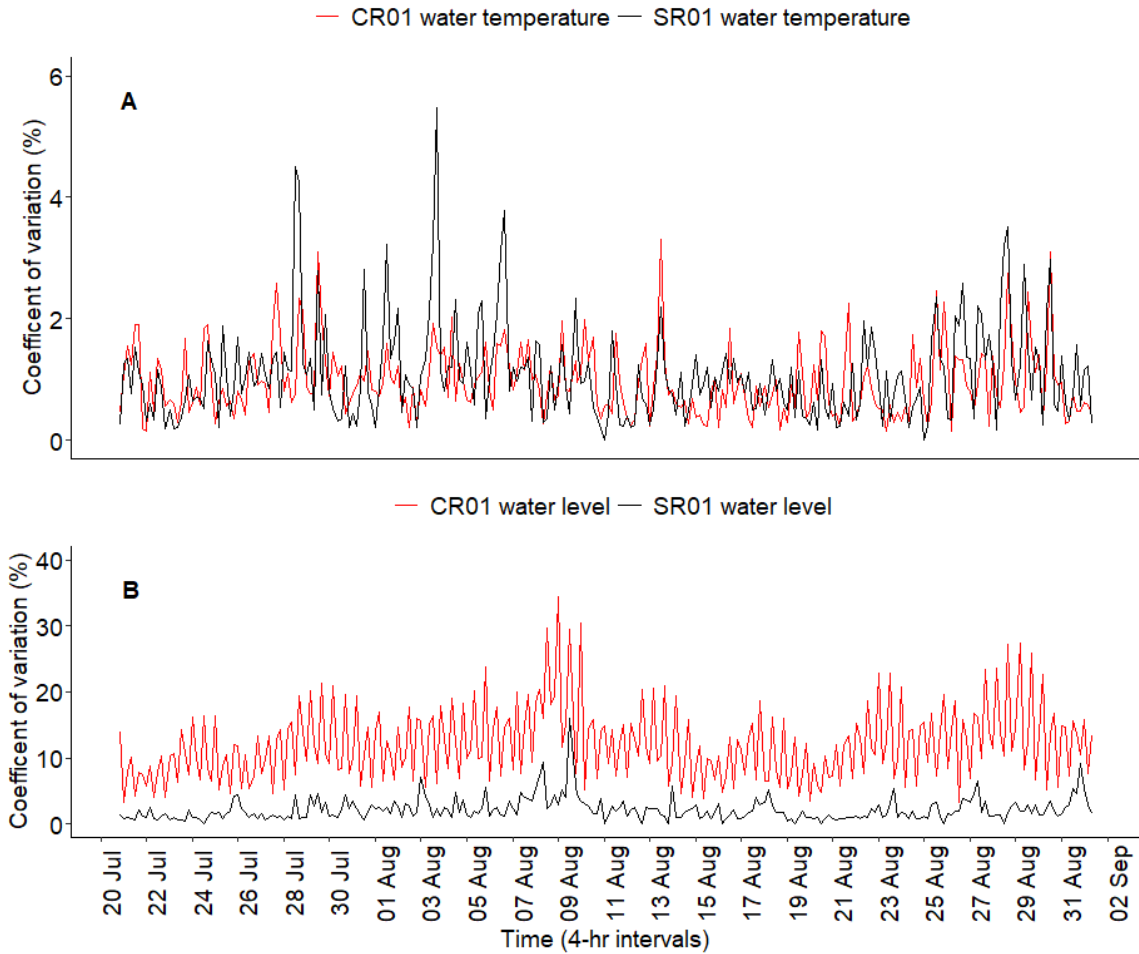 CR01 water temperature SR01 water temperature
A
Coefficent of variation (%)
6
4
2
0
CR01 water level SR01 water level
B
Coefficent of variation (%)
40
30
20
10
0
20 Jul
22 Jul
24 Jul
26 Jul
28 Jul
30 Jul
01 Aug
03 Aug
05 Aug
07 Aug
09 Aug
11 Aug
13 Aug
15 Aug
17 Aug
19 Aug
21 Aug
23 Aug
25 Aug
27 Aug
29 Aug
31 Aug
02 Sep
Time (4-hr intervals)